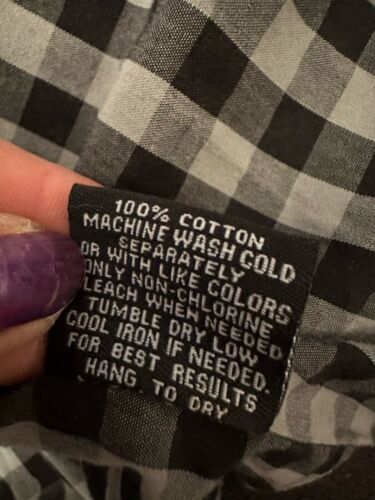 100% COTTON
MACHINE WASH COLD
SEPARATELY
OR WITH LIKE COLORS
ONLY NON-CHLORINE
BLEACH WHEN NEEDED
TUMBLE DRY LOW
COOL IRON IF NEEDED.
FOR BEST RESULTS
HANG TO DRY